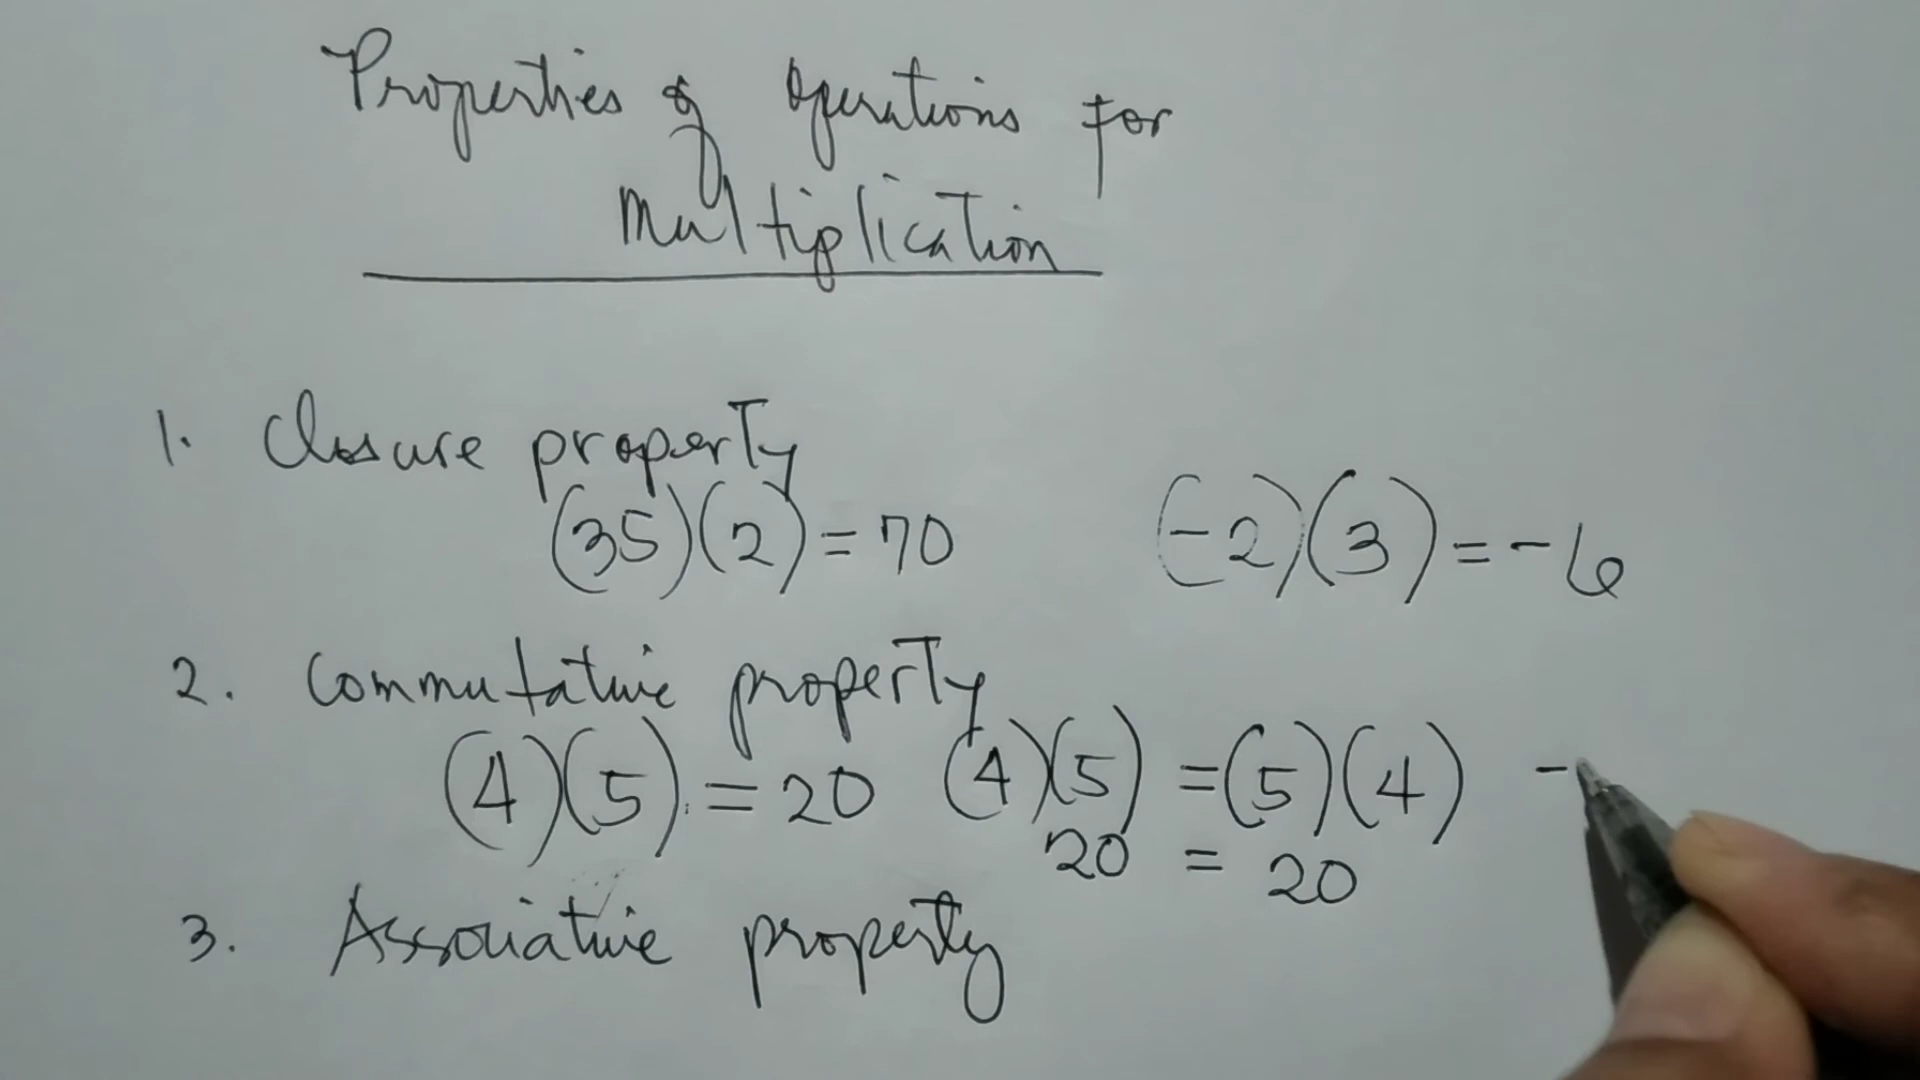 Properties of Operations for
Multiplication
1. Closure property
(35)(2) = 70 (-2)(3) = -6
2. Commutative property
(4)(5) = 20 (4)(5) = (5)(4) -
20 = 20
3. Associative property